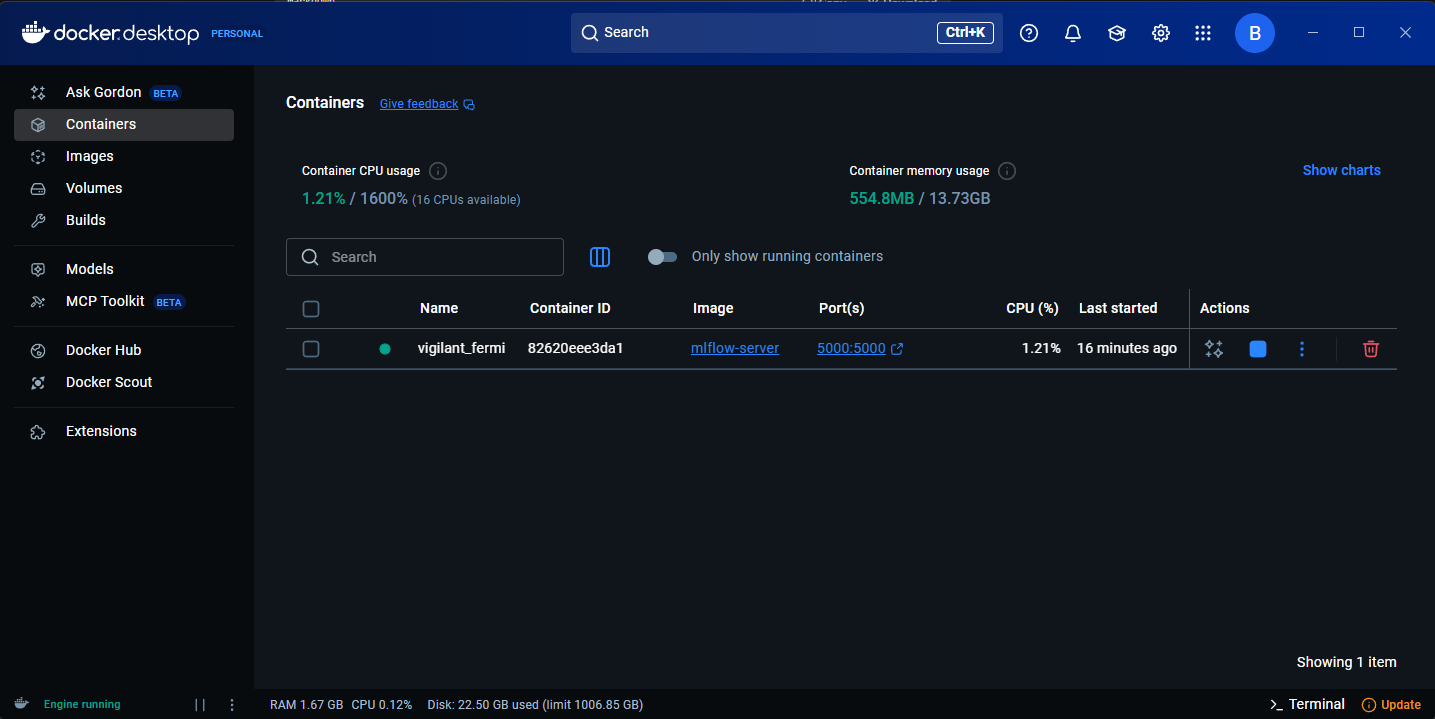 docker.desktop PERSONAL
Search
Ctrl+K
B
Ask Gordon BETA
Containers
Images
Volumes
Builds
Models
MCP Toolkit BETA
Docker Hub
Docker Scout
Extensions
Containers Give feedback
Container CPU usage
1.21% / 1600% (16 CPUs available)
Container memory usage
554.8MB / 13.73GB
Show charts
Search
Only show running containers
Name Container ID Image Port(s) CPU (%) Last started Actions
vigilant_fermi 82620eee3da1 mlflow-server 5000:5000 1.21% 16 minutes ago
Showing 1 item
Engine running
RAM 1.67 GB CPU 0.12% Disk: 22.50 GB used (limit 1006.85 GB)
Terminal
Update